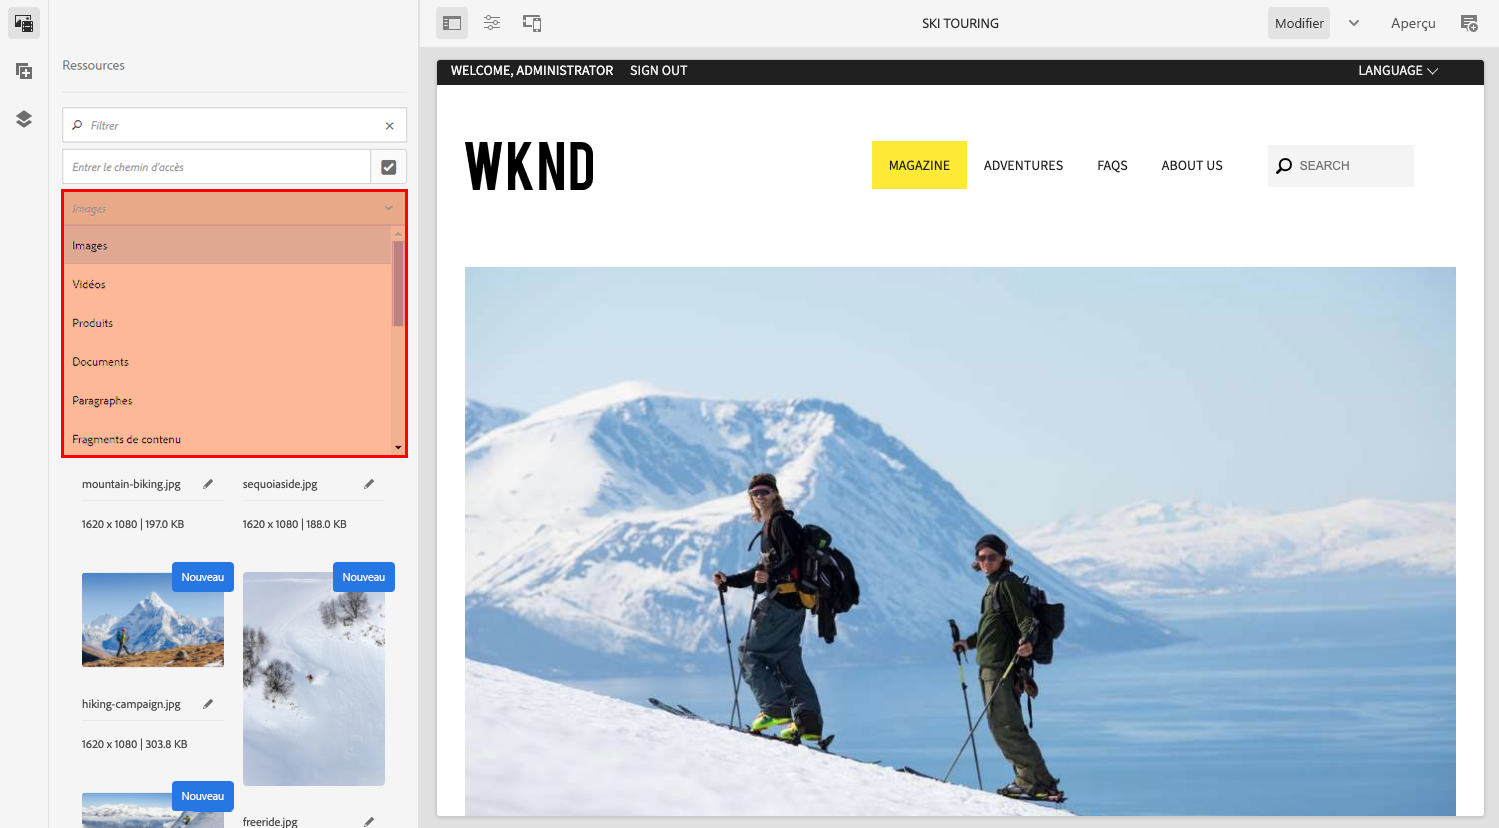 SKI TOURING
Modifier
Aperçu
Ressources
Filtrer
Entrer le chemin d'accès
Images
Images
Vidéos
Produits
Documents
Paragraphes
Fragments de contenu
mountain-biking.jpg
sequoiaside.jpg
1620 x 1080 | 197.0 KB
1620 x 1080 | 188.0 KB
Nouveau
Nouveau
hiking-campaign.jpg
1620 x 1080 | 303.8 KB
Nouveau
freeride.jpg
WELCOME, ADMINISTRATOR SIGN OUT
LANGUAGE
WKND
MAGAZINE ADVENTURES FAQS ABOUT US
SEARCH